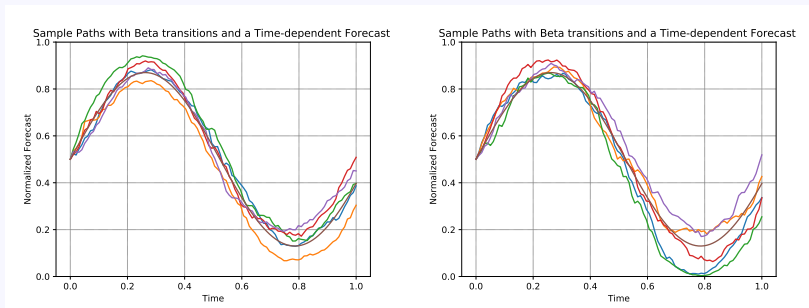 Sample Paths with Beta transitions and a Time-dependent Forecast
1.0
0.8
0.6
0.4
0.2
0.0
Normalized Forecast
0.0 0.2 0.4 0.6 0.8 1.0
Time
Sample Paths with Beta transitions and a Time-dependent Forecast
1.0
0.8
0.6
0.4
0.2
0.0
Normalized Forecast
0.0 0.2 0.4 0.6 0.8 1.0
Time